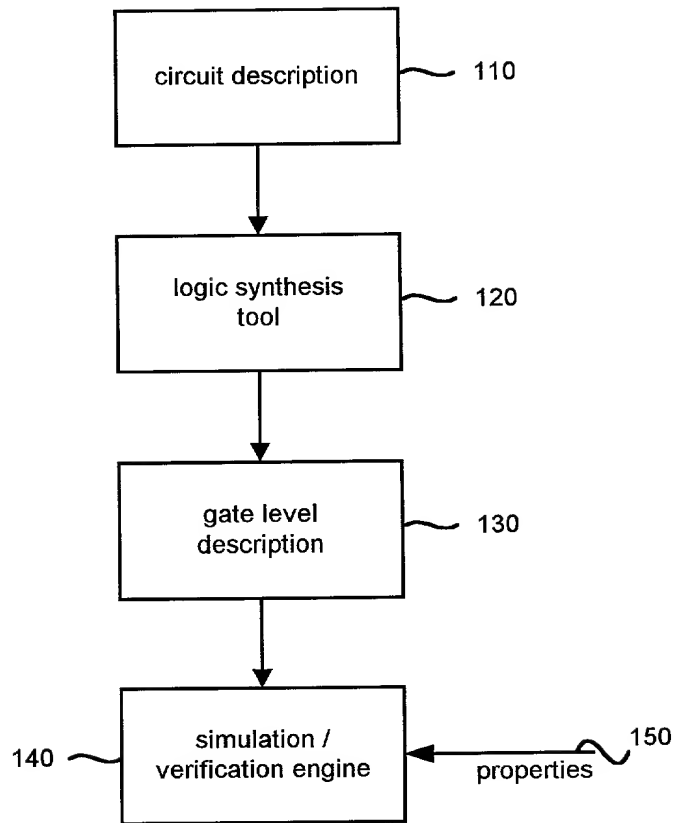 circuit description
110
logic synthesis
tool
120
gate level
description
130
140
simulation /
verification engine
150
properties